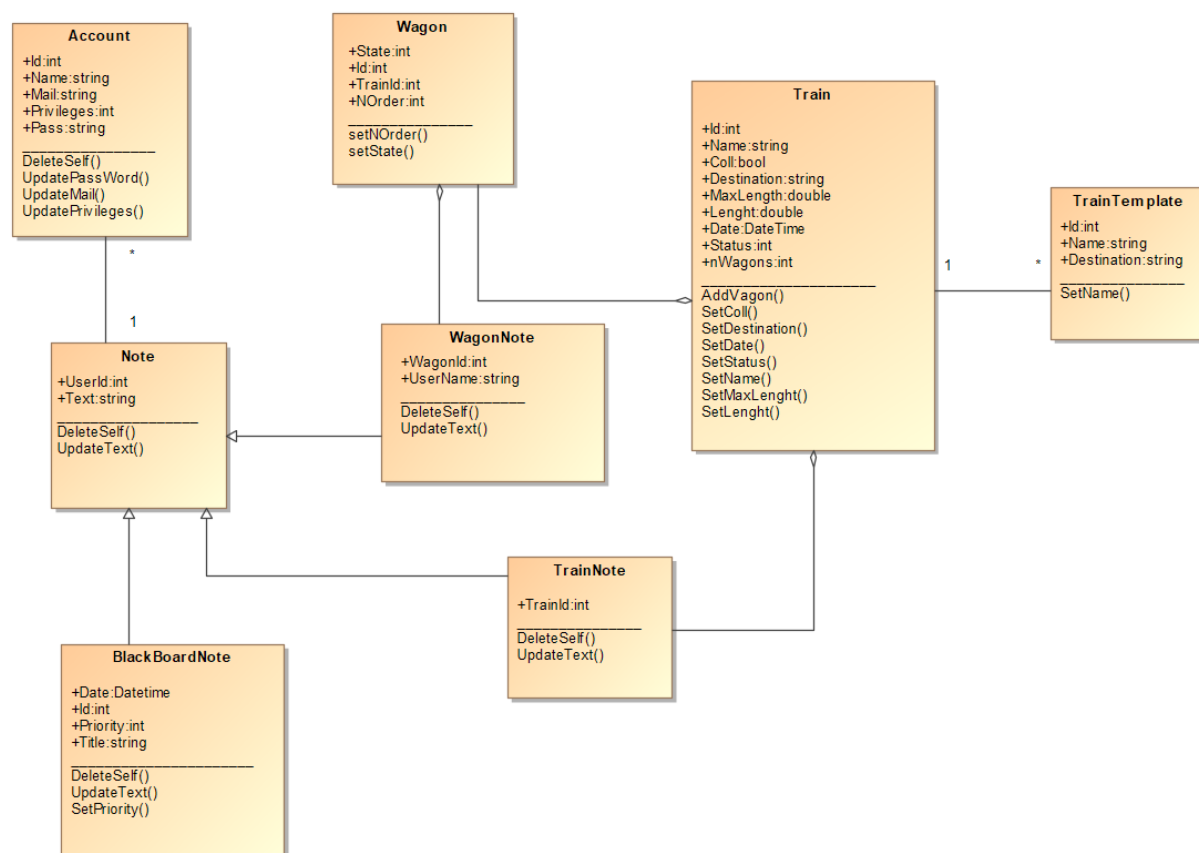 Account
+Id:int
+Name:string
+Mail:string
+Privileges:int
+Pass:string
DeleteSelf()
UpdatePassWord()
UpdateMail()
UpdatePrivileges()
*
1
Wagon
+State:int
+Id:int
+TrainId:int
+NOrder:int
setNOrder()
setState()
Train
+Id:int
+Name:string
+Coll:bool
+Destination:string
+MaxLength:double
+Lenght:double
+Date:DateTime
+Status:int
+nWagons:int
AddVagon()
SetColl()
SetDestination()
SetDate()
SetStatus()
SetName()
SetMaxLenght()
SetLenght()
1
*
TrainTemplate
+Id:int
+Name:string
+Destination:string
SetName()
Note
+UserId:int
+Text:string
DeleteSelf()
UpdateText()
WagonNote
+WagonId:int
+UserName:string
DeleteSelf()
UpdateText()
TrainNote
+TrainId:int
DeleteSelf()
UpdateText()
BlackBoardNote
+Date:Datetime
+Id:int
+Priority:int
+Title:string
DeleteSelf()
UpdateText()
SetPriority()